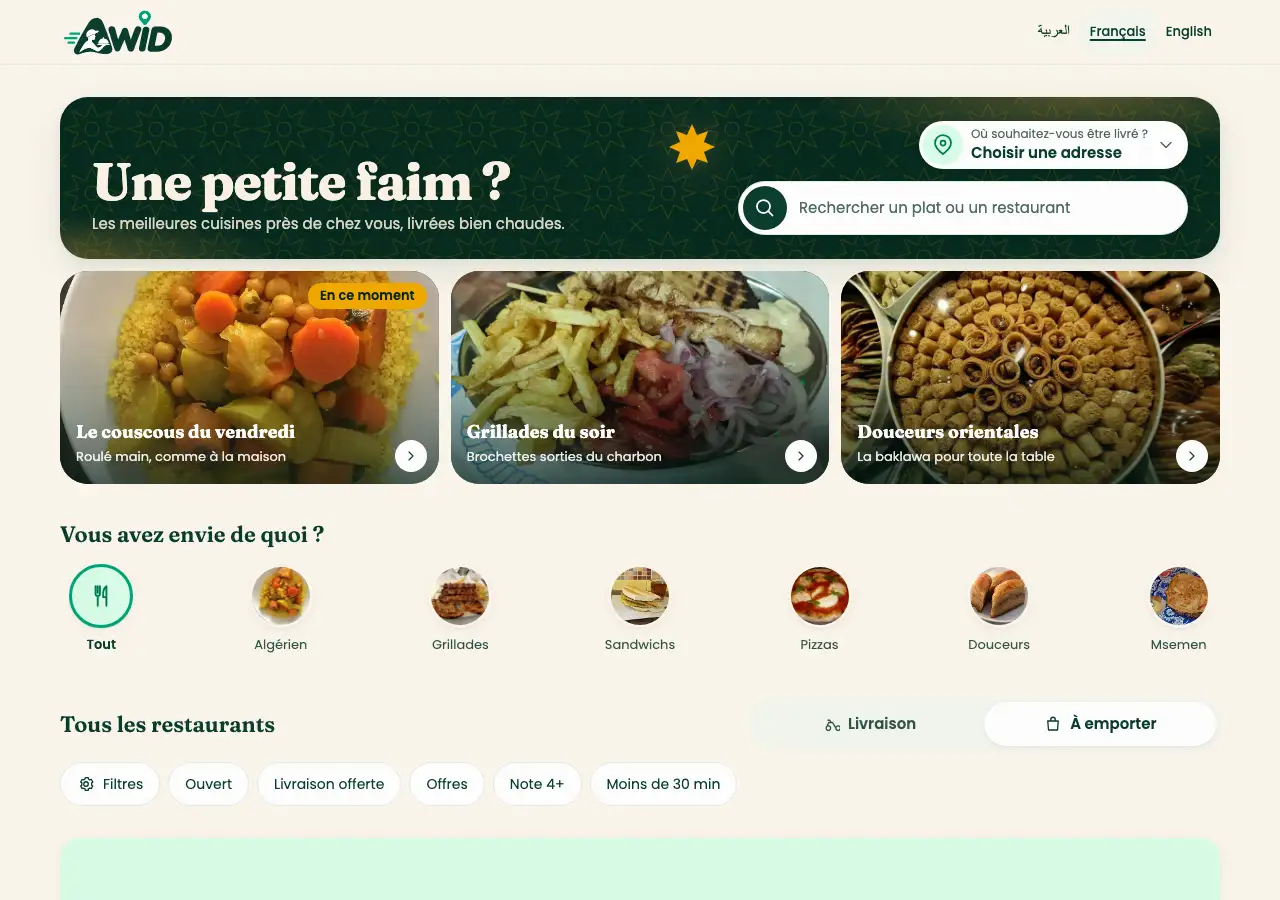 AWID
العربية
Français
English
Où souhaitez-vous être livré ?
Choisir une adresse
Une petite faim ?
Les meilleures cuisines près de chez vous, livrées bien chaudes.
Rechercher un plat ou un restaurant
En ce moment
Le couscous du vendredi
Roulé main, comme à la maison
Grillades du soir
Brochettes sorties du charbon
Douceurs orientales
La baklawa pour toute la table
Vous avez envie de quoi ?
Tout
Algérien
Grillades
Sandwichs
Pizzas
Douceurs
Msemen
Tous les restaurants
Livraison
À emporter
Filtres
Ouvert
Livraison offerte
Offres
Note 4+
Moins de 30 min